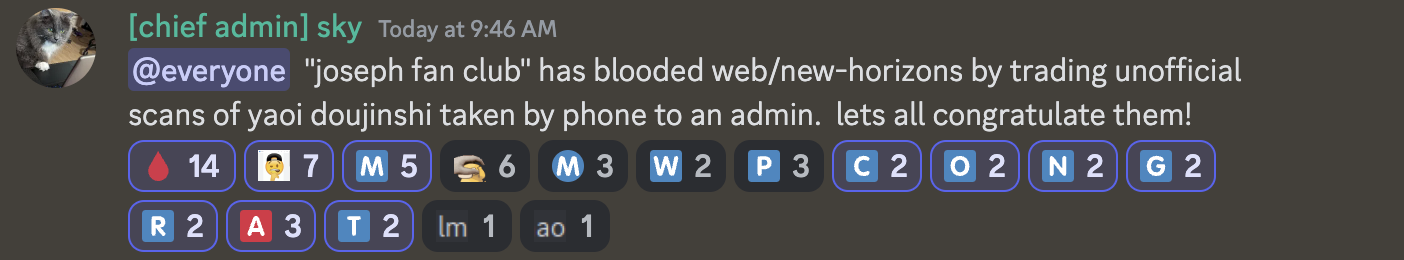 [chief admin] sky Today at 9:46 AM
@everyone "joseph fan club" has blooded web/new-horizons by trading unofficial
scans of yaoi doujinshi taken by phone to an admin. lets all congratulate them!
14 7 M 5 6 M 3 W 2 P 3 C 2 O 2 N 2 G 2
R 2 A 3 T 2 lm 1 ao 1